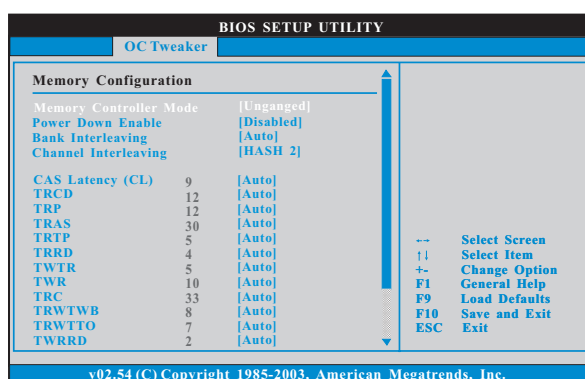 BIOS SETUP UTILITY
OC Tweaker
Memory Configuration
Memory Controller Mode [Unganged]
Power Down Enable [Disabled]
Bank Interleaving [Auto]
Channel Interleaving [HASH 2]
CAS Latency (CL) 9 [Auto]
TRCD 12 [Auto]
TRP 12 [Auto]
TRAS 30 [Auto]
TRTP 5 [Auto]
TRRD 4 [Auto]
TWTR 5 [Auto]
TWR 10 [Auto]
TRC 33 [Auto]
TRWTWB 8 [Auto]
TRWTTO 7 [Auto]
TWRRD 2 [Auto]
←→ Select Screen
↑↓ Select Item
+- Change Option
F1 General Help
F9 Load Defaults
F10 Save and Exit
ESC Exit
v02.54 (C) Copyright 1985-2003, American Megatrends, Inc.